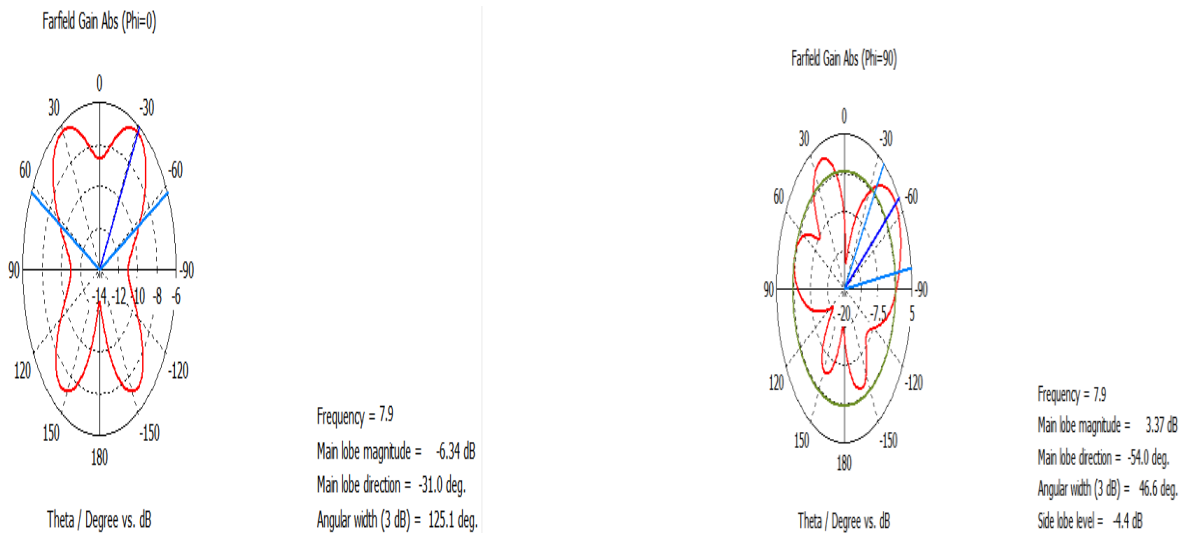 Farfield Gain Abs (Phi=0)
0
30 -30
60 -60
90 -90
-14 -12 -10 -8 -6
120 -120
150 -150
180
Theta / Degree vs. dB
Frequency = 7.9
Main lobe magnitude = -6.34 dB
Main lobe direction = -31.0 deg.
Angular width (3 dB) = 125.1 deg.
Farfield Gain Abs (Phi=90)
0
30 -30
60 -60
90 -90
-20 -7.5 5
120 -120
150 -150
180
Theta / Degree vs. dB
Frequency = 7.9
Main lobe magnitude = 3.37 dB
Main lobe direction = -54.0 deg.
Angular width (3 dB) = 46.6 deg.
Side lobe level = -4.4 dB